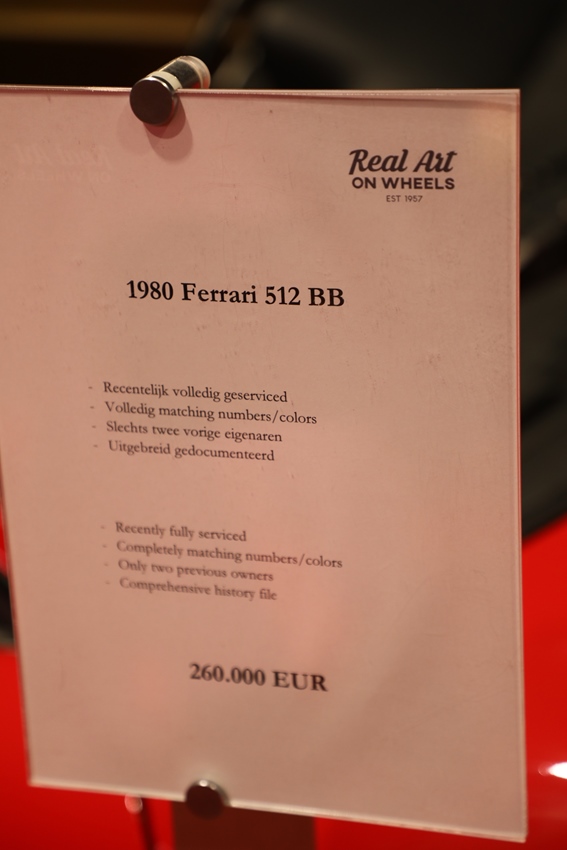 Real Art
ON WHEELS
EST 1957
1980 Ferrari 512 BB
- Recentelijk volledig geserviced
- Volledig matching numbers/colors
- Slechts twee vorige eigenaren
- Uitgebreid gedocumenteerd
- Recently fully serviced
- Completely matching numbers/colors
- Only two previous owners
- Comprehensive history file
260.000 EUR